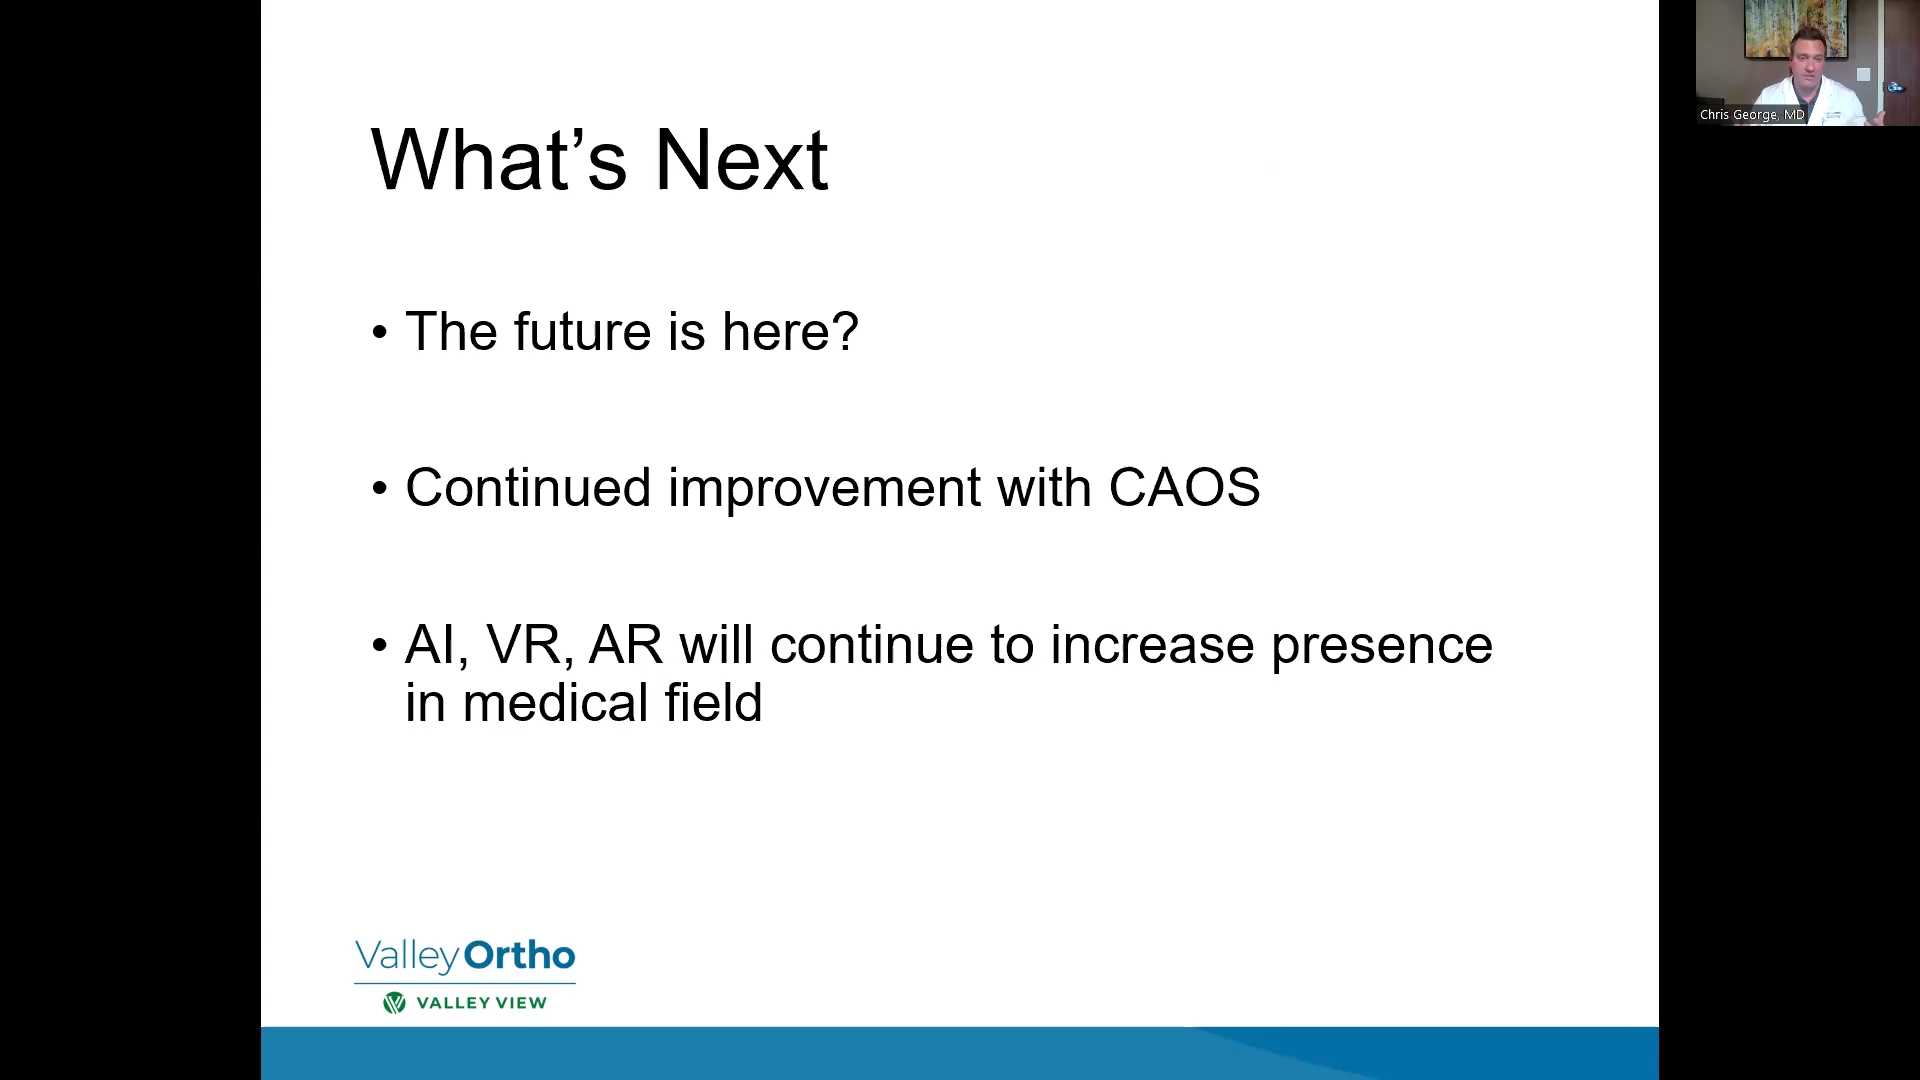 What’s Next
• The future is here?
• Continued improvement with CAOS
• AI, VR, AR will continue to increase presence
in medical field
ValleyOrtho
VALLEY VIEW
Chris George, MD